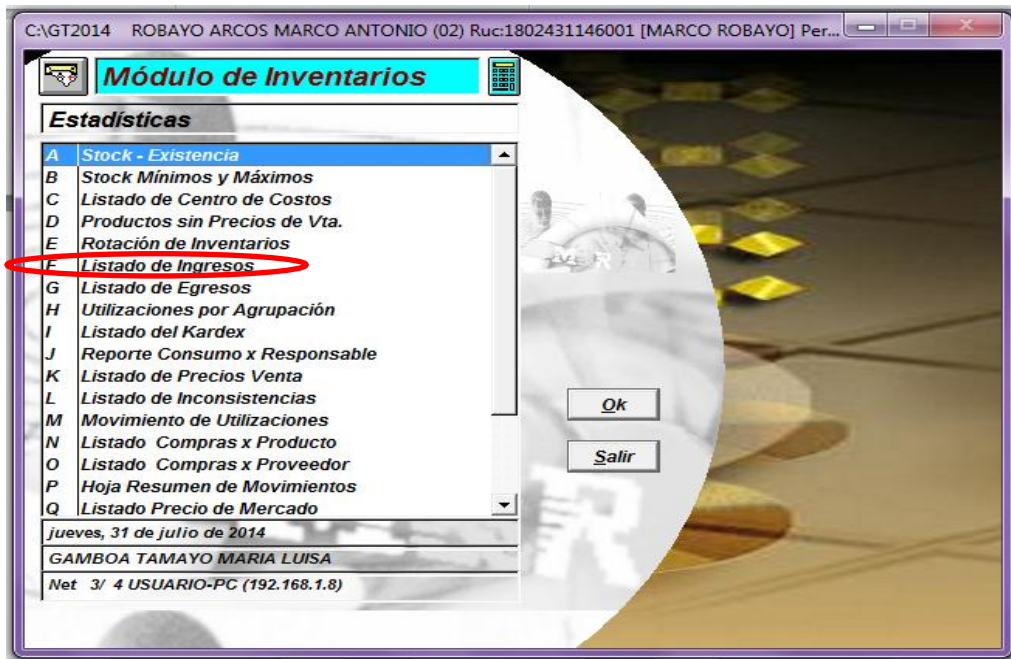 C:\GT2014 ROBAYO ARCOS MARCO ANTONIO (02) Ruc:1802431146001 [MARCO ROBAYO] Per...
Módulo de Inventarios
Estadísticas
A Stock - Existencia
B Stock Mínimos y Máximos
C Listado de Centro de Costos
D Productos sin Precios de Vta.
E Rotación de Inventarios
F Listado de Ingresos
G Listado de Egresos
H Utilizaciones por Agrupación
I Listado del Kardex
J Reporte Consumo x Responsable
K Listado de Precios Venta
L Listado de Inconsistencias
M Movimiento de Utilizaciones
N Listado Compras x Producto
O Listado Compras x Proveedor
P Hoja Resumen de Movimientos
Q Listado Precio de Mercado
Ok
Salir
jueves, 31 de julio de 2014
GAMBOA TAMAYO MARIA LUISA
Net 3/ 4 USUARIO-PC (192.168.1.8)